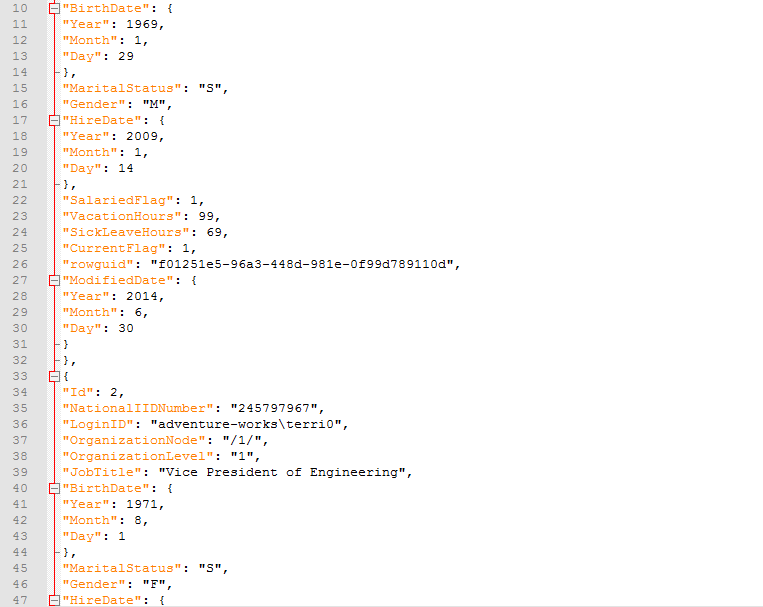 10 "BirthDate": {
11 "Year": 1969,
12 "Month": 1,
13 "Day": 29
14 },
15 "MaritalStatus": "S",
16 "Gender": "M",
17 "HireDate": {
18 "Year": 2009,
19 "Month": 1,
20 "Day": 14
21 },
22 "SalariedFlag": 1,
23 "VacationHours": 99,
24 "SickLeaveHours": 69,
25 "CurrentFlag": 1,
26 "rowguid": "f01251e5-96a3-448d-981e-0f99d789110d",
27 "ModifiedDate": {
28 "Year": 2014,
29 "Month": 6,
30 "Day": 30
31 }
32 },
33 {
34 "Id": 2,
35 "NationalIIDNumber": "245797967",
36 "LoginID": "adventure-works\terri0",
37 "OrganizationNode": "/1/",
38 "OrganizationLevel": "1",
39 "JobTitle": "Vice President of Engineering",
40 "BirthDate": {
41 "Year": 1971,
42 "Month": 8,
43 "Day": 1
44 },
45 "MaritalStatus": "S",
46 "Gender": "F",
47 "HireDate": {